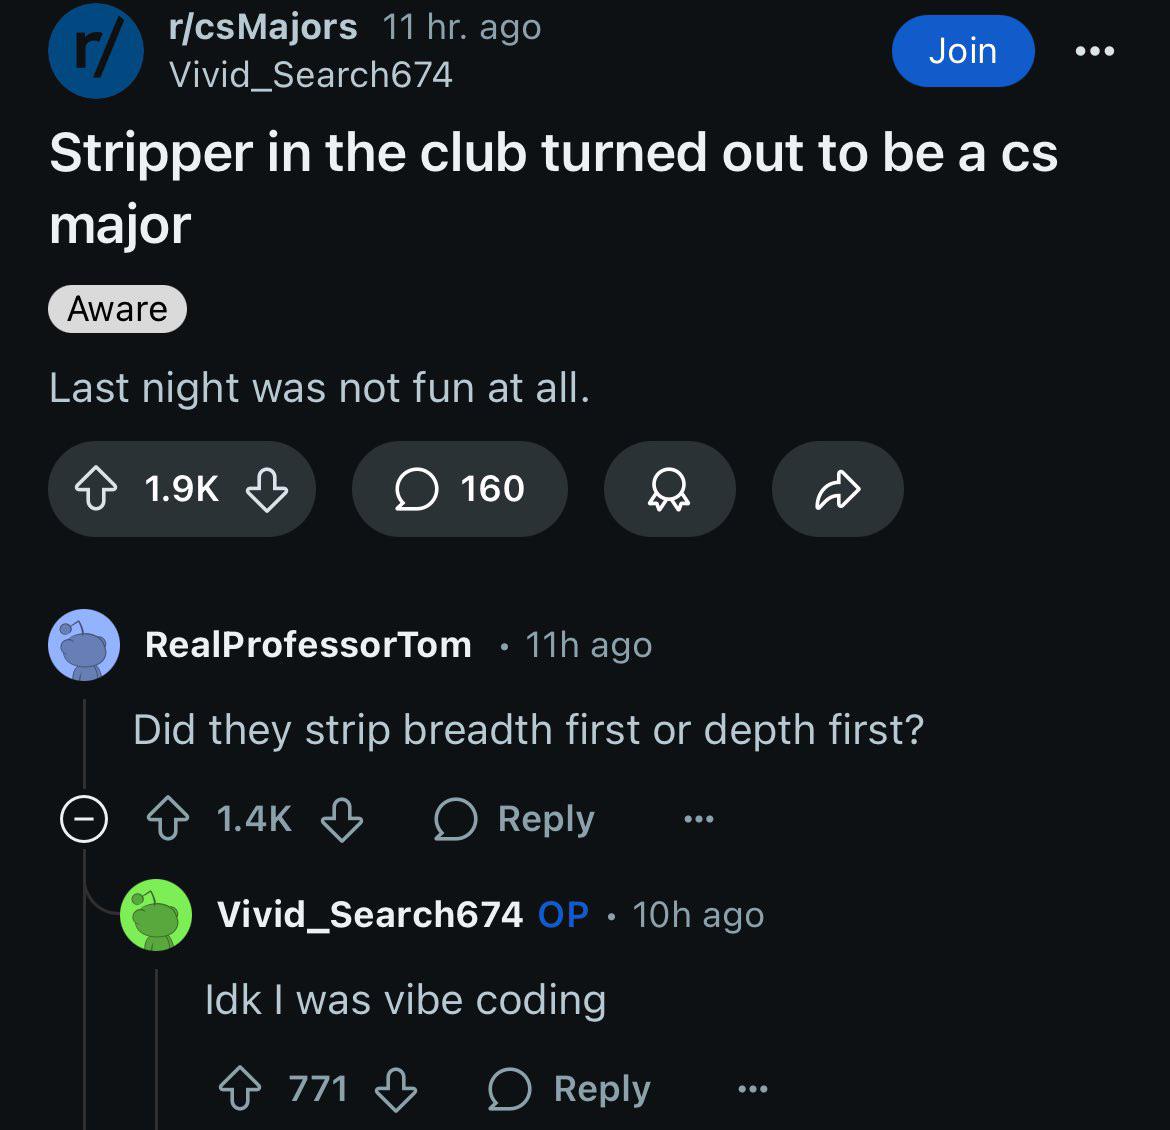 r/
r/csMajors 11 hr. ago
Vivid_Search674
Join
Stripper in the club turned out to be a cs
major
Aware
Last night was not fun at all.
1.9K
160
RealProfessorTom • 11h ago
Did they strip breadth first or depth first?
1.4K
Reply
Vivid_Search674 OP • 10h ago
Idk I was vibe coding
771
Reply